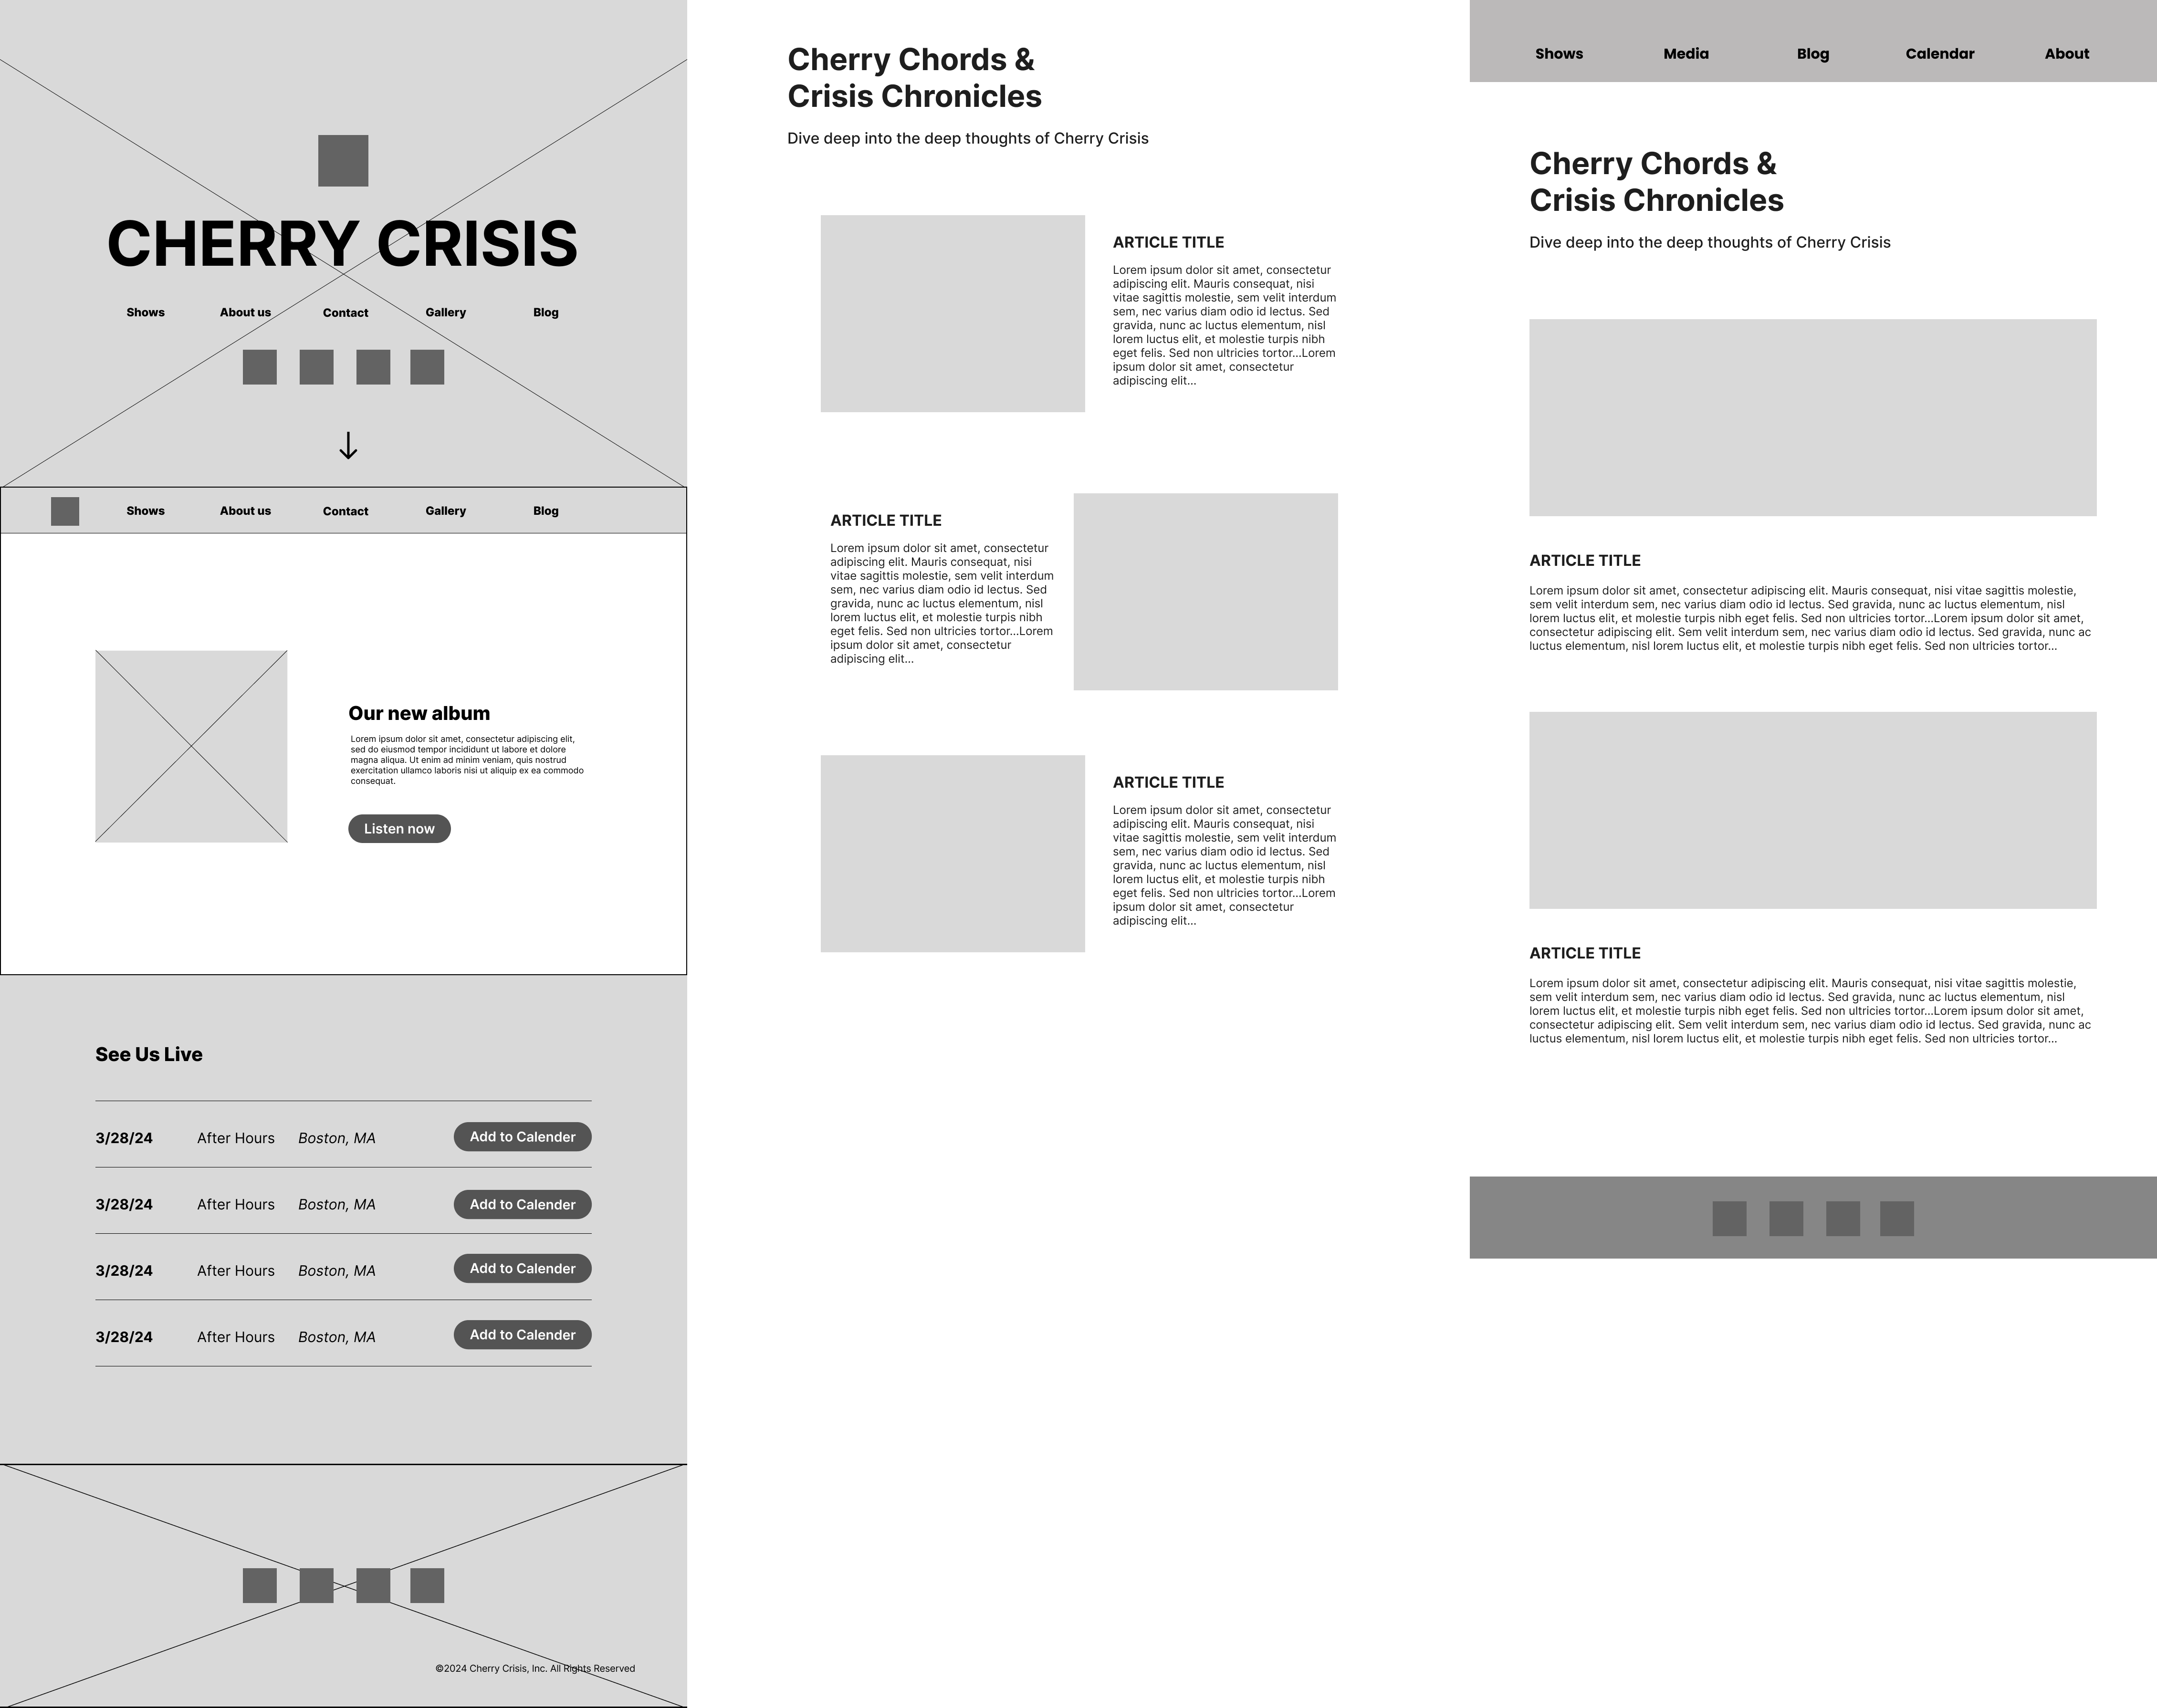 CHERRY CRISIS
Shows About us Contact Gallery Blog
Shows About us Contact Gallery Blog
Our new album
Lorem ipsum dolor sit amet, consectetur adipiscing elit,
sed do eiusmod tempor incididunt ut labore et dolore
magna aliqua. Ut enim ad minim veniam, quis nostrud
exercitation ullamco laboris nisi ut aliquip ex ea commodo
consequat.
Listen now
See Us Live
3/28/24 After Hours Boston, MA Add to Calender
3/28/24 After Hours Boston, MA Add to Calender
3/28/24 After Hours Boston, MA Add to Calender
3/28/24 After Hours Boston, MA Add to Calender
©2024 Cherry Crisis, Inc. All Rights Reserved
Cherry Chords &
Crisis Chronicles
Dive deep into the deep thoughts of Cherry Crisis
ARTICLE TITLE
Lorem ipsum dolor sit amet, consectetur
adipiscing elit. Mauris consequat, nisi
vitae sagittis molestie, sem velit interdum
sem, nec varius diam odio id lectus. Sed
gravida, nunc ac luctus elementum, nisl
lorem luctus elit, et molestie turpis nibh
eget felis. Sed non ultricies tortor...Lorem
ipsum dolor sit amet, consectetur
adipiscing elit...
ARTICLE TITLE
Lorem ipsum dolor sit amet, consectetur
adipiscing elit. Mauris consequat, nisi
vitae sagittis molestie, sem velit interdum
sem, nec varius diam odio id lectus. Sed
gravida, nunc ac luctus elementum, nisl
lorem luctus elit, et molestie turpis nibh
eget felis. Sed non ultricies tortor...Lorem
ipsum dolor sit amet, consectetur
adipiscing elit...
ARTICLE TITLE
Lorem ipsum dolor sit amet, consectetur
adipiscing elit. Mauris consequat, nisi
vitae sagittis molestie, sem velit interdum
sem, nec varius diam odio id lectus. Sed
gravida, nunc ac luctus elementum, nisl
lorem luctus elit, et molestie turpis nibh
eget felis. Sed non ultricies tortor...Lorem
ipsum dolor sit amet, consectetur
adipiscing elit...
Shows Media Blog Calendar About
Cherry Chords &
Crisis Chronicles
Dive deep into the deep thoughts of Cherry Crisis
ARTICLE TITLE
Lorem ipsum dolor sit amet, consectetur adipiscing elit. Mauris consequat, nisi vitae sagittis molestie,
sem velit interdum sem, nec varius diam odio id lectus. Sed gravida, nunc ac luctus elementum, nisl
lorem luctus elit, et molestie turpis nibh eget felis. Sed non ultricies tortor...Lorem ipsum dolor sit amet,
consectetur adipiscing elit. Sem velit interdum sem, nec varius diam odio id lectus. Sed gravida, nunc ac
luctus elementum, nisl lorem luctus elit, et molestie turpis nibh eget felis. Sed non ultricies tortor...
ARTICLE TITLE
Lorem ipsum dolor sit amet, consectetur adipiscing elit. Mauris consequat, nisi vitae sagittis molestie,
sem velit interdum sem, nec varius diam odio id lectus. Sed gravida, nunc ac luctus elementum, nisl
lorem luctus elit, et molestie turpis nibh eget felis. Sed non ultricies tortor...Lorem ipsum dolor sit amet,
consectetur adipiscing elit. Sem velit interdum sem, nec varius diam odio id lectus. Sed gravida, nunc ac
luctus elementum, nisl lorem luctus elit, et molestie turpis nibh eget felis. Sed non ultricies tortor...